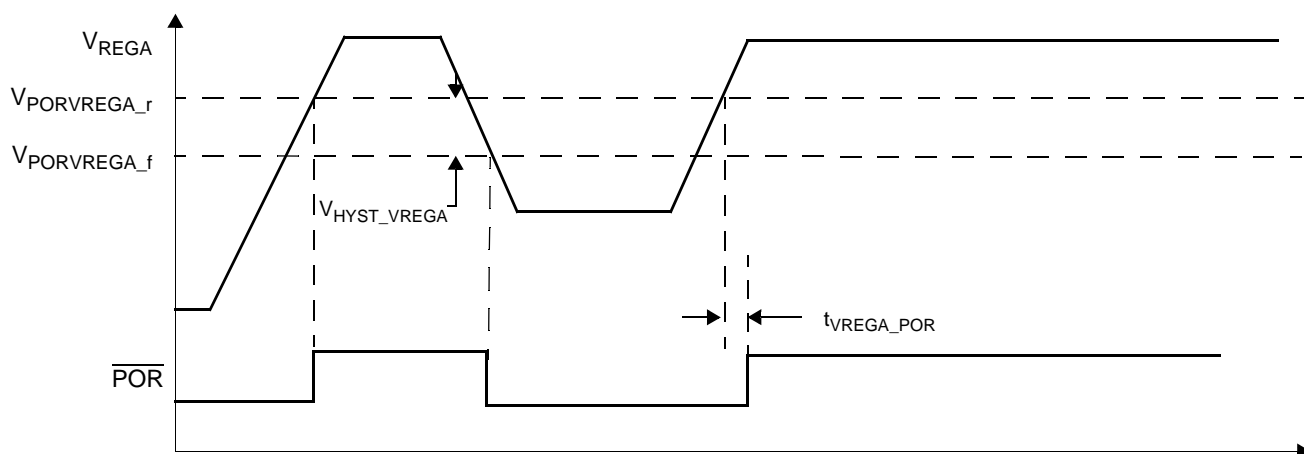 VREGA
VPORVREGA_r
VPORVREGA_f
VHYST_VREGA
tVREGA_POR
POR